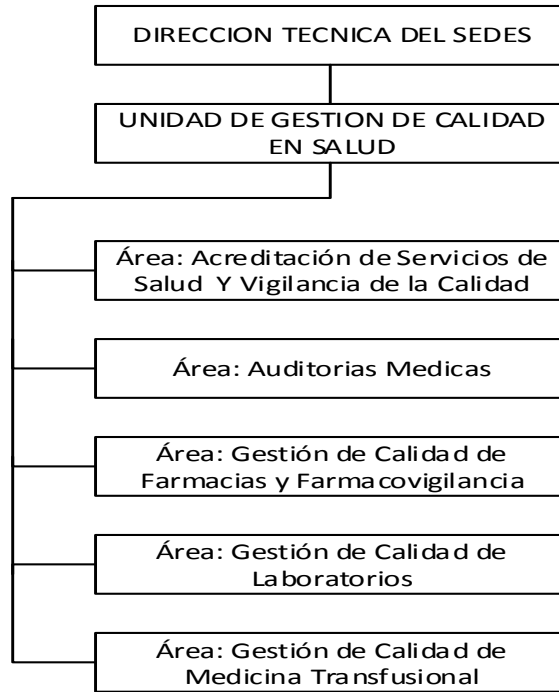 DIRECCION TECNICA DEL SEDES
UNIDAD DE GESTION DE CALIDAD
EN SALUD
Área: Acreditación de Servicios de
Salud Y Vigilancia de la Calidad
Área: Auditorias Medicas
Área: Gestión de Calidad de
Farmacias y Farmacovigilancia
Área: Gestión de Calidad de
Laboratorios
Área: Gestión de Calidad de
Medicina Transfusional